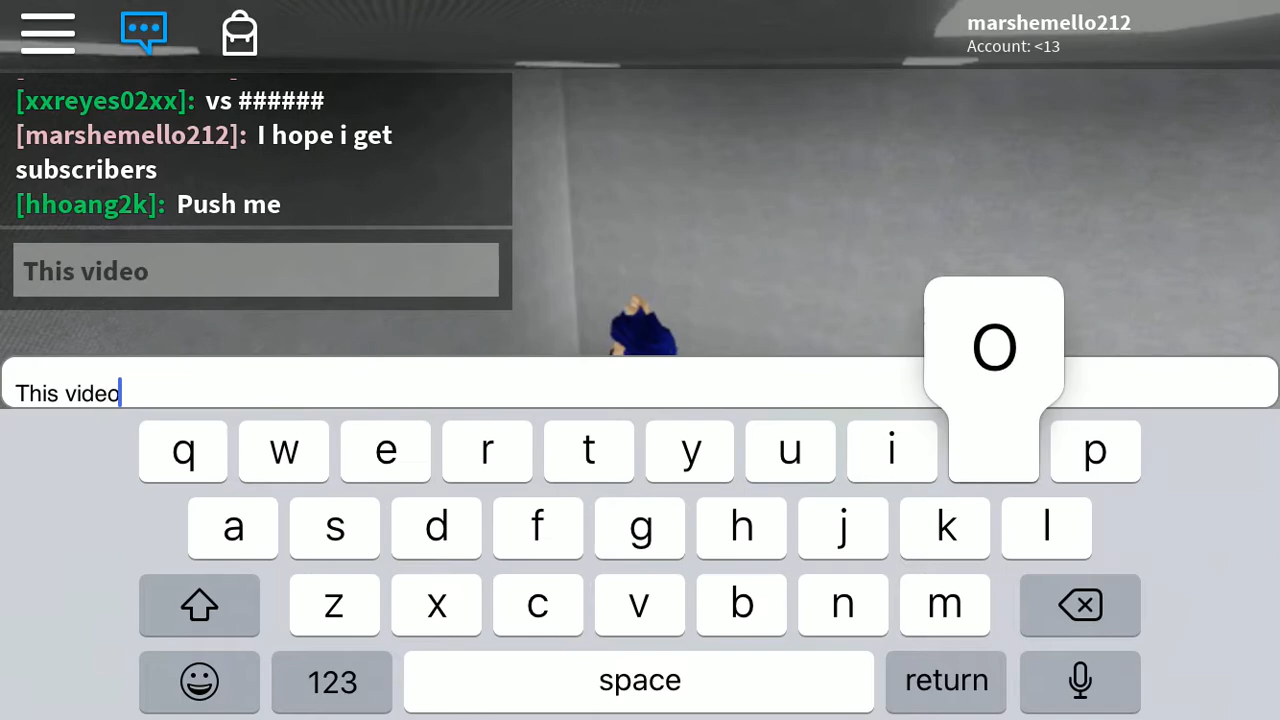 marshemello212
Account: <13
[xxreyes02xx]: vs ######
[marshemello212]: I hope i get
subscribers
[hhoang2k]: Push me
This video
This video
O
q w e r t y u i p
a s d f g h j k l
z x c v b n m
123 space return